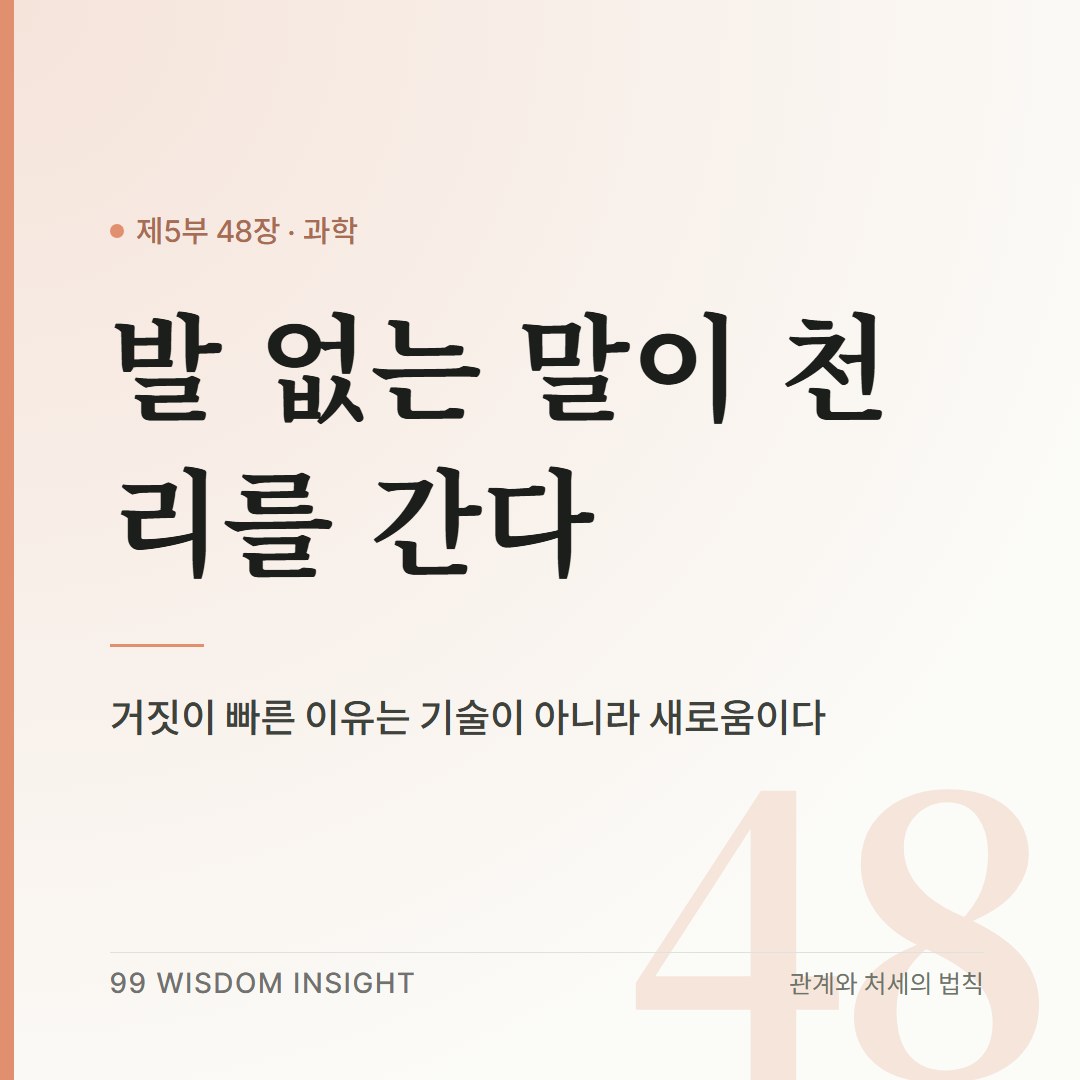 제5부 48장 · 과학
발 없는 말이 천
리를 간다
거짓이 빠른 이유는 기술이 아니라 새로움이다
48
99 WISDOM INSIGHT
관계와 처세의 법칙